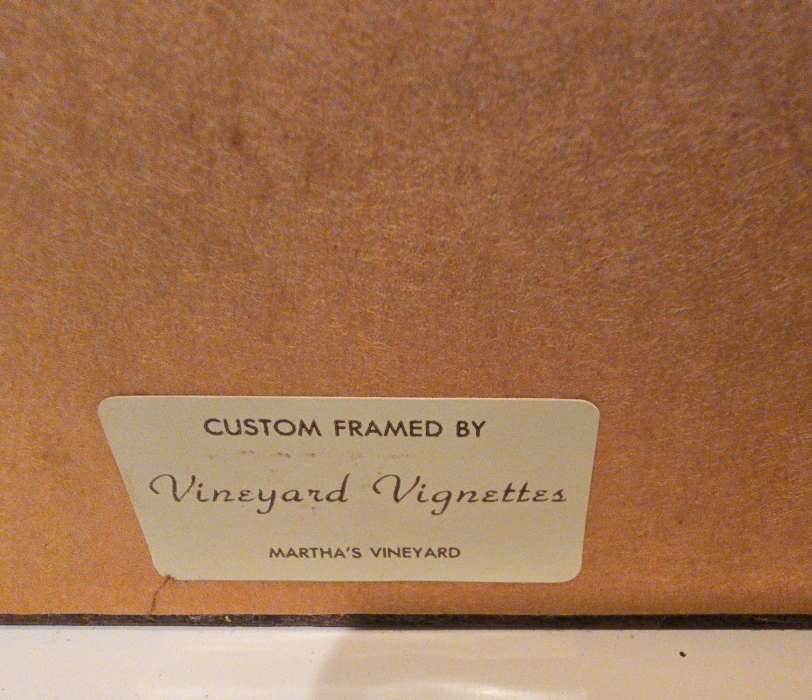 CUSTOM FRAMED BY
Vineyard Vignettes
MARTHA'S VINEYARD